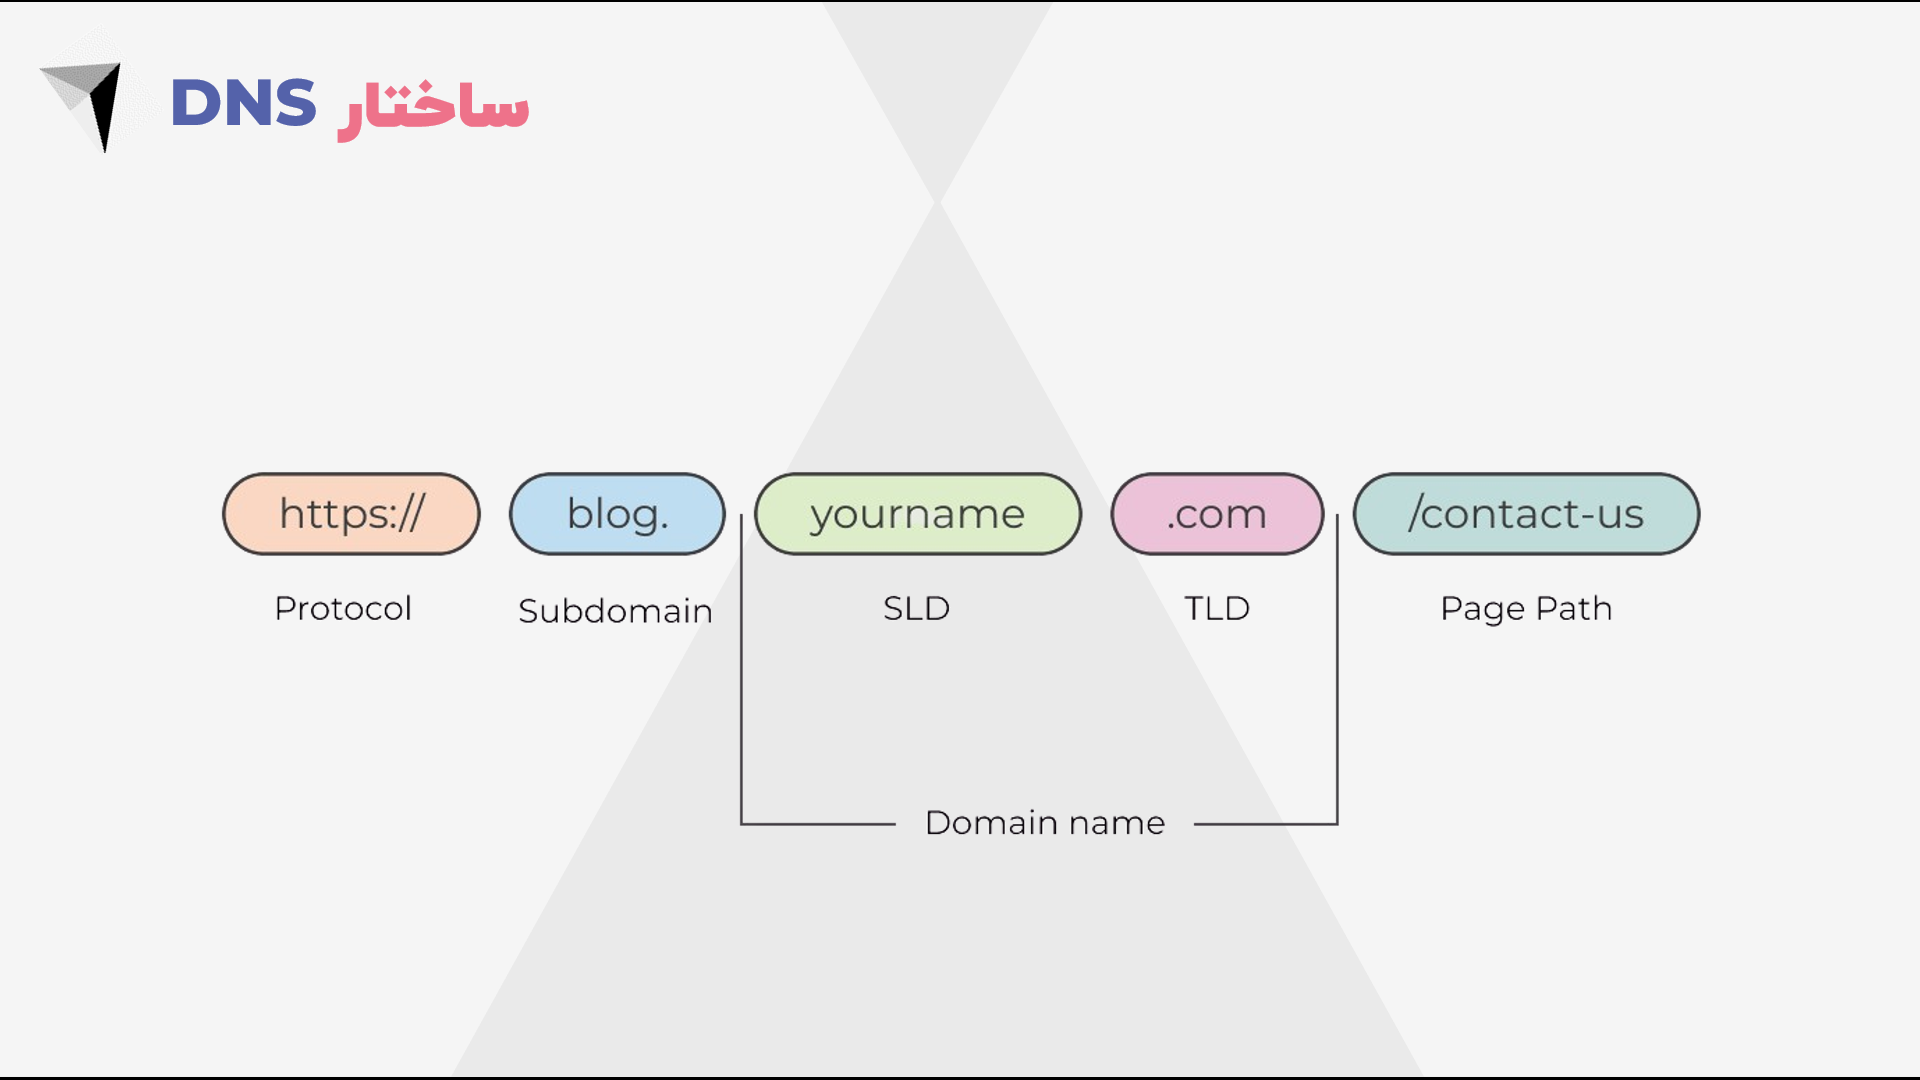 ساختار DNS
https:// blog. yourname .com /contact-us
Protocol Subdomain SLD TLD Page Path
Domain name